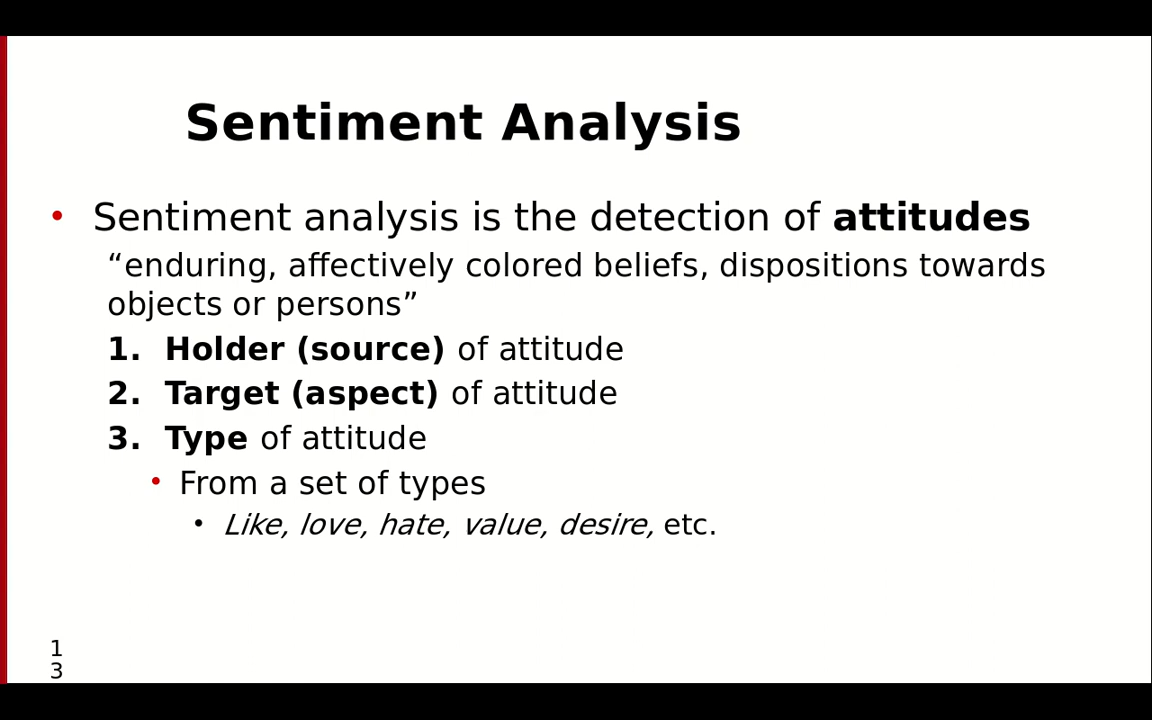 Sentiment Analysis
• Sentiment analysis is the detection of attitudes
“enduring, affectively colored beliefs, dispositions towards
objects or persons”
1. Holder (source) of attitude
2. Target (aspect) of attitude
3. Type of attitude
• From a set of types
• Like, love, hate, value, desire, etc.
1
3